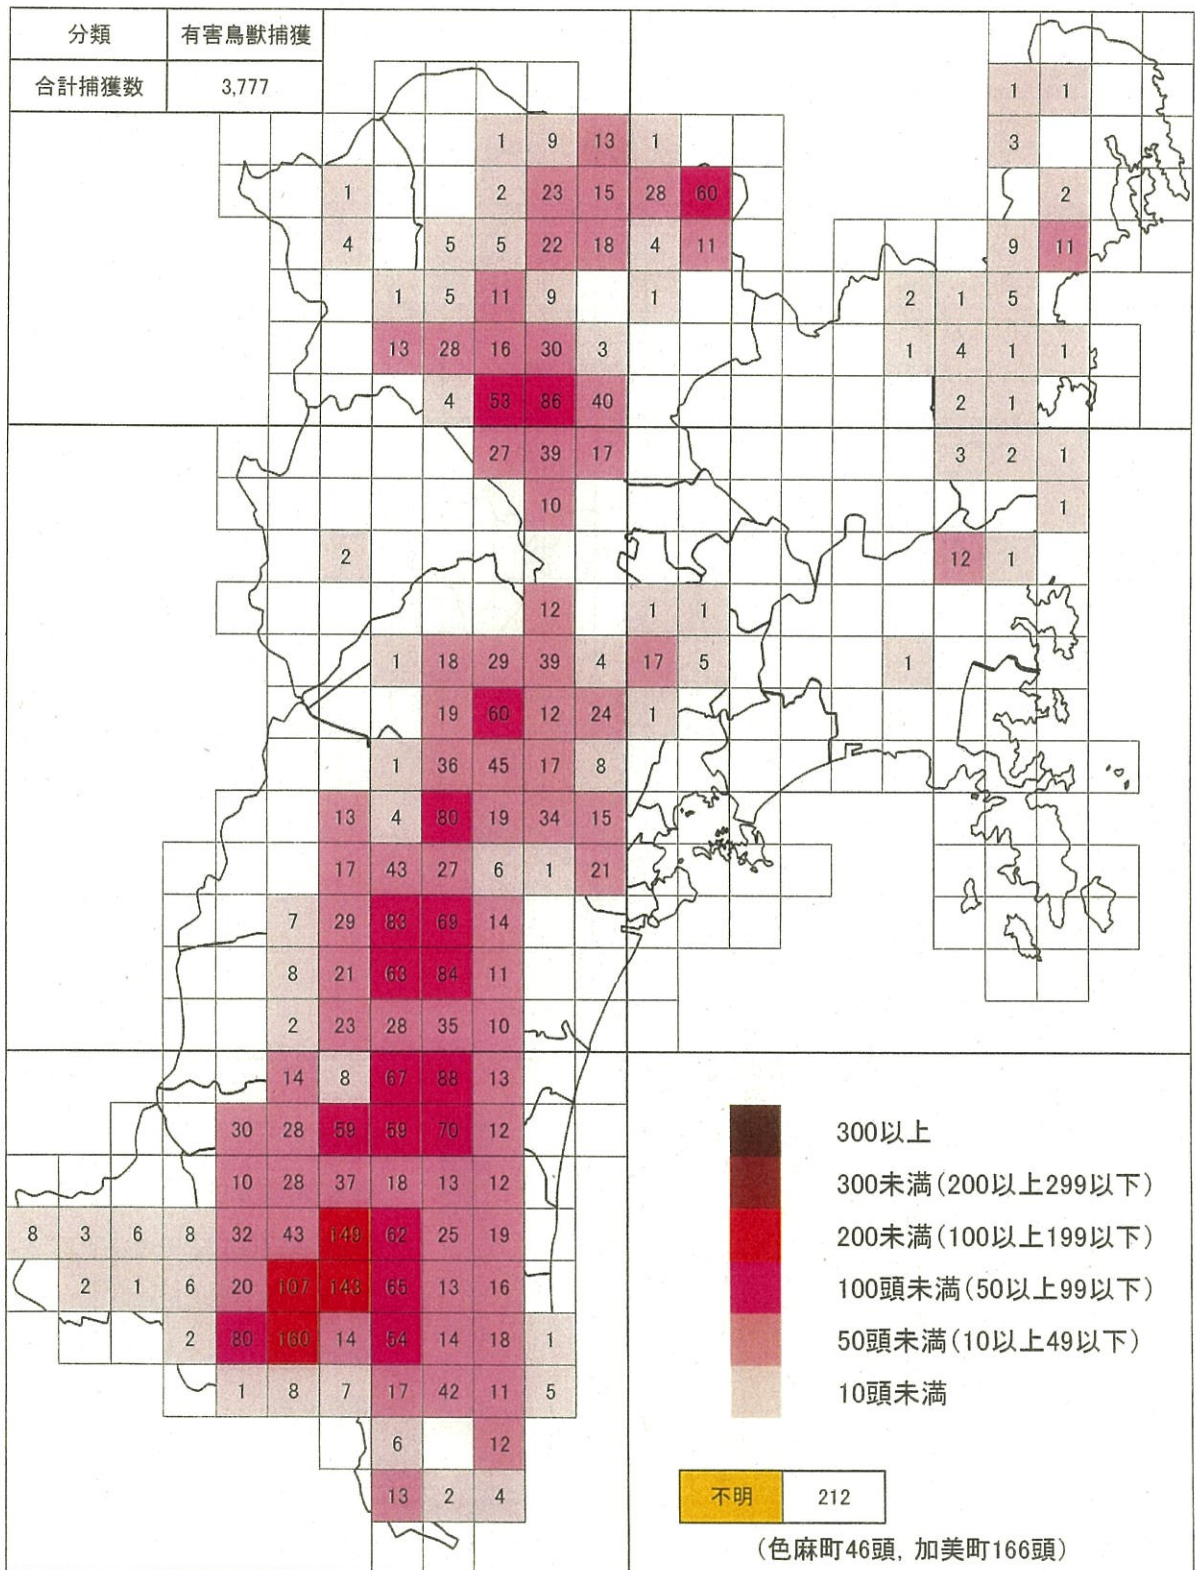 分類 有害鳥獣捕獲
合計捕獲数 3,777
1 1
1 9 13 1 3
1 2 23 15 28 60 2
4 5 5 22 18 4 11 9 11
1 5 11 9 1 2 1 5
13 28 16 30 3 1 4 1 1
4 53 86 40 2 1
27 39 17 3 2 1
10 1
2 12 1
12 1 1
1 18 29 39 4 17 5 1
19 60 12 24 1
1 36 45 17 8
13 4 80 19 34 15
17 43 27 6 1 21
7 29 83 69 14
8 21 63 84 11
2 23 28 35 10
14 8 67 88 13
30 28 59 59 70 12
10 28 37 18 13 12
8 3 6 8 32 43 149 62 25 19
2 1 6 20 107 143 65 13 16
2 80 160 14 54 14 18 1
1 8 7 17 42 11 5
6 12
13 2 4
300以上
300未満(200以上299以下)
200未満(100以上199以下)
100頭未満(50以上99以下)
50頭未満(10以上49以下)
10頭未満
不明 212
(色麻町46頭, 加美町166頭)